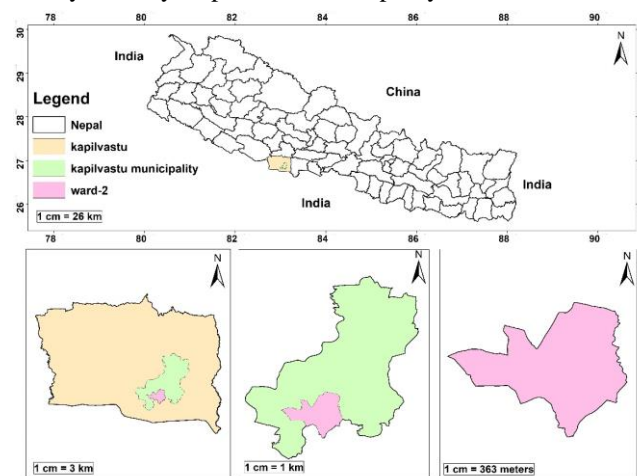 78 80 82 84 86 88 90
30
29
28
27
26
N
India
China
Legend
Nepal
kapilvastu
kapilvastu municipality
ward-2
India
India
1 cm = 26 km
78 80 82 84 86 88 90
N
N
N
1 cm = 3 km
1 cm = 1 km
1 cm = 363 meters